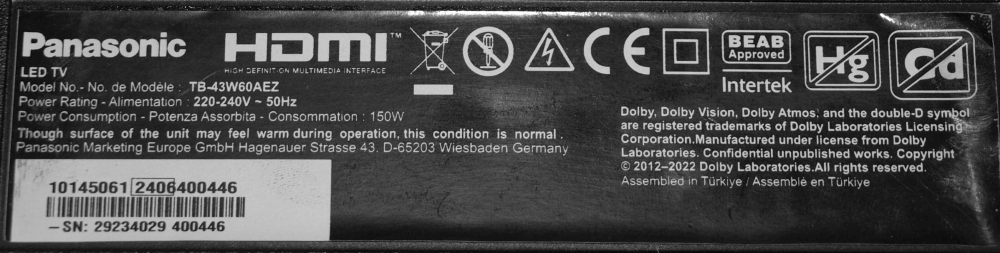 Panasonic
HDMI™
HIGH DEFINITION MULTIMEDIA INTERFACE
LED TV
Model No.- No. de Modèle : TB-43W60AEZ
Power Rating - Alimentation : 220-240V ~ 50Hz
Power Consumption - Potenza Assorbita - Consommation : 150W
Though surface of the unit may feel warm during operation, this condition is normal .
Panasonic Marketing Europe GmbH Hagenauer Strasse 43, D-65203 Wiesbaden Germany
10145061 2406400446
– SN: 29234029 400446
CE
BEAB
Approved
Intertek
Hg
Cd
Dolby, Dolby Vision, Dolby Atmos, and the double-D symbol
are registered trademarks of Dolby Laboratories Licensing
Corporation.Manufactured under license from Dolby
Laboratories. Confidential unpublished works. Copyright
© 2012–2022 Dolby Laboratories.All rights reserved.
Assembled in Türkiye / Assemblé en Türkiye